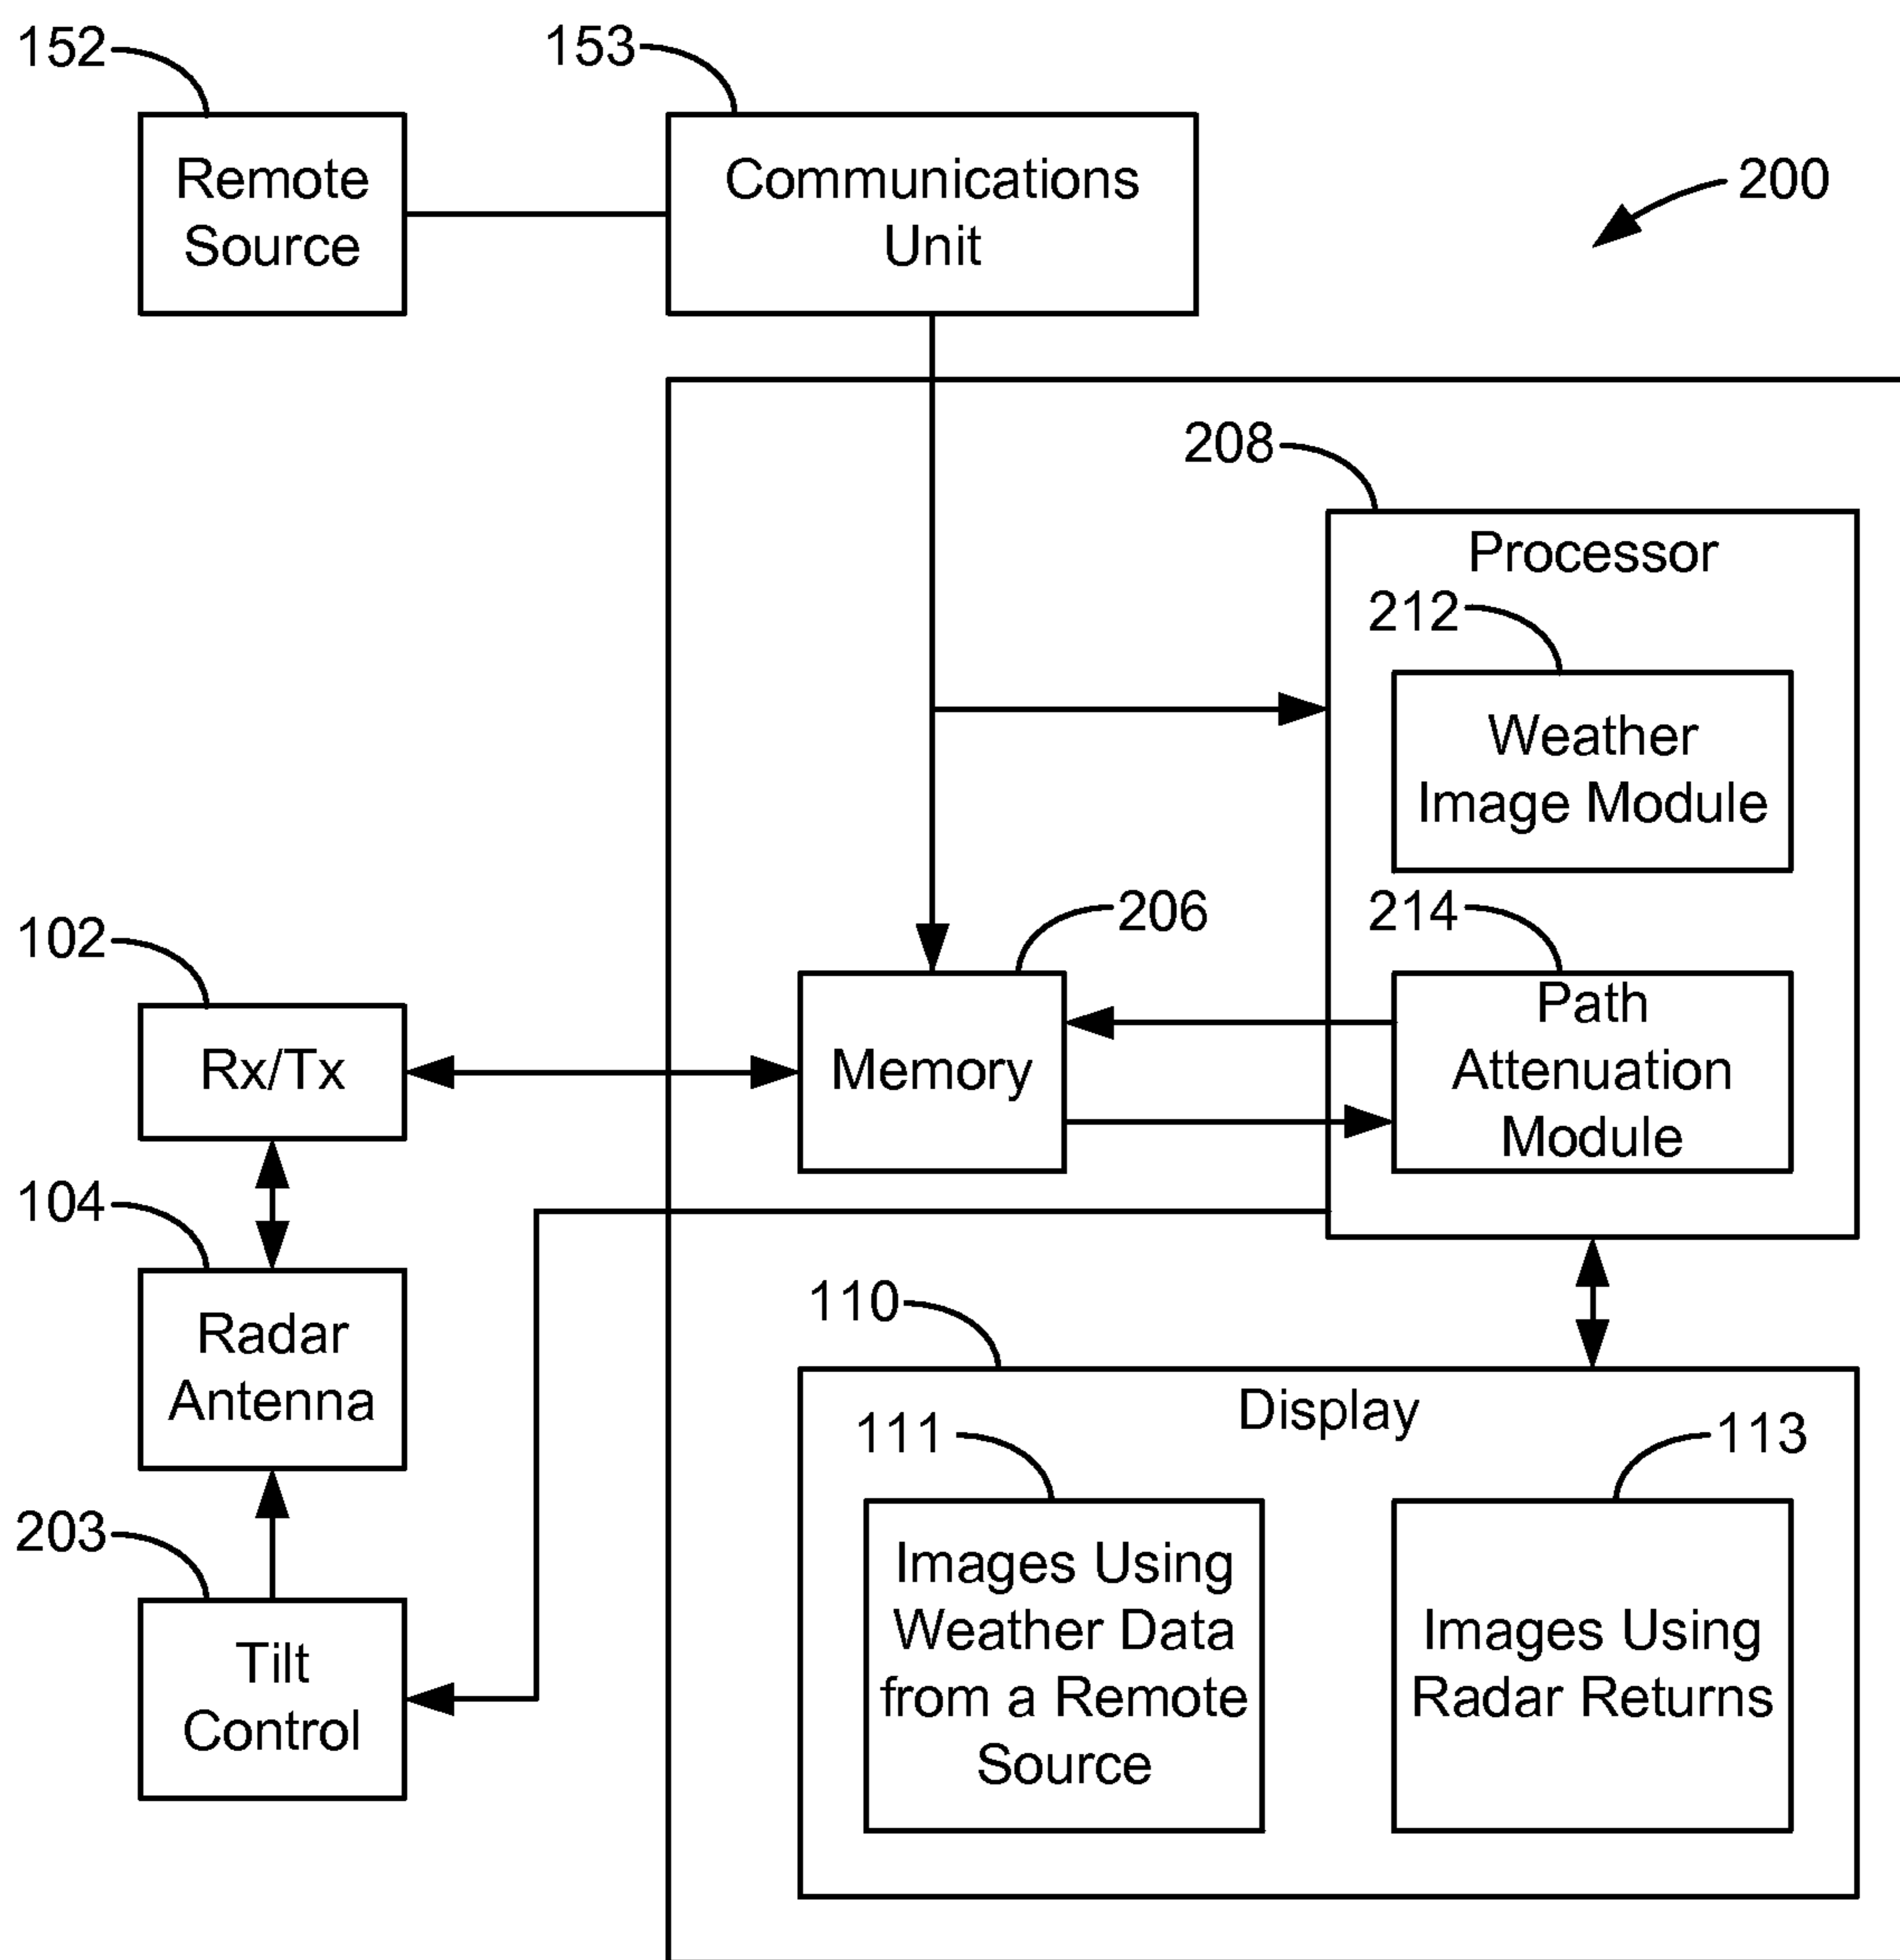 152
153
Remote
Source
Communications
Unit
200
208
Processor
212
Weather
Image Module
206
214
102
Rx/Tx
Memory
Path
Attenuation
Module
104
Radar
Antenna
110
Display
111
113
203
Tilt
Control
Images Using
Weather Data
from a Remote
Source
Images Using
Radar Returns